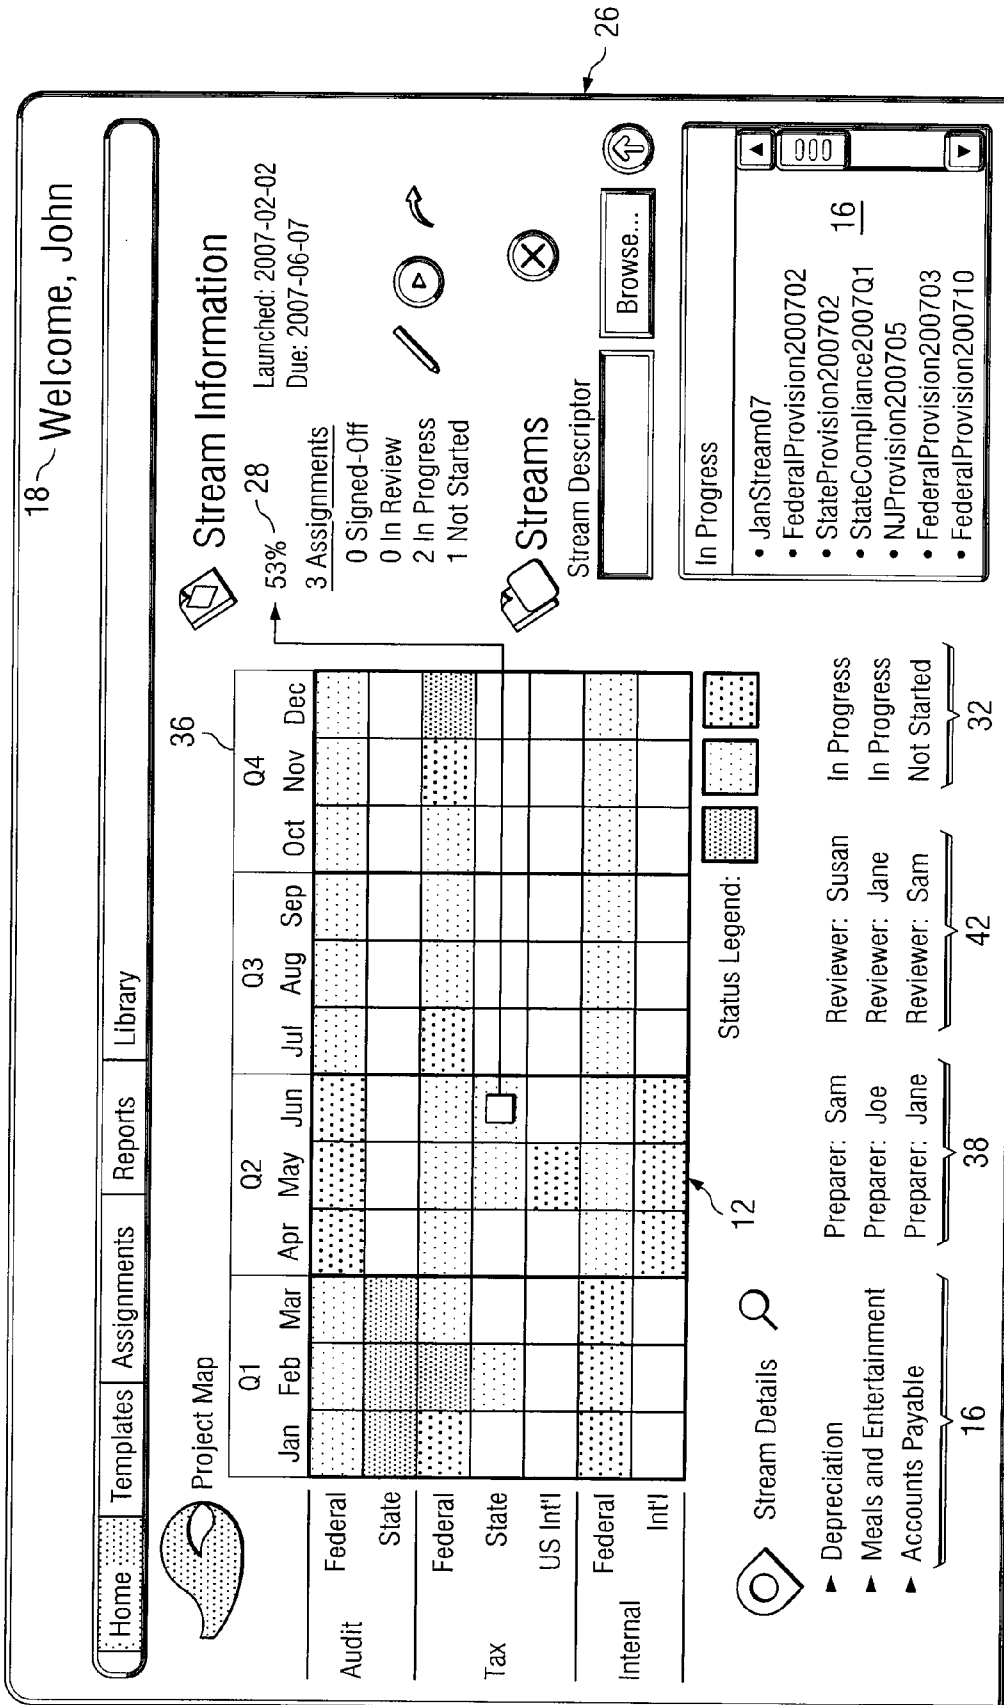 18 Welcome, John
26
Home Templates Assignments Reports Library
Project Map
36
Q1 Q2 Q3 Q4
Jan Feb Mar Apr May Jun Jul Aug Sep Oct Nov Dec
Audit Federal
State
Tax Federal
State
US Int'l
Internal Federal
Int'l
12
Status Legend:
Stream Information
53% 28
Launched: 2007-02-02
Due: 2007-06-07
3 Assignments
0 Signed-Off
0 In Review
2 In Progress
1 Not Started
Streams
Stream Descriptor
Browse...
In Progress
• JanStream07
• FederalProvision200702
• StateProvision200702
• StateCompliance2007Q1
• NJProvision200705
• FederalProvision200703
• FederalProvision200710
16
Stream Details
► Depreciation Preparer: Sam Reviewer: Susan In Progress
► Meals and Entertainment Preparer: Joe Reviewer: Jane In Progress
► Accounts Payable Preparer: Jane Reviewer: Sam Not Started
16 38 42 32